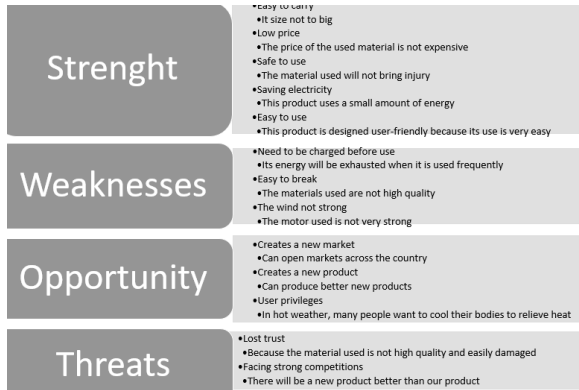 Strenght
•Easy to carry
•It size not to big
•Low price
•The price of the used material is not expensive
•Safe to use
•The material used will not bring injury
•Saving electricity
•This product uses a small amount of energy
•Easy to use
•This product is designed user-friendly because its use is very easy
Weaknesses
•Need to be charged before use
•Its energy will be exhausted when it is used frequently
•Easy to break
•The materials used are not high quality
•The wind not strong
•The motor used is not very strong
Opportunity
•Creates a new market
•Can open markets across the country
•Creates a new product
•Can produce better new products
•User privileges
•In hot weather, many people want to cool their bodies to relieve heat
Threats
•Lost trust
•Because the material used is not high quality and easily damaged
•Facing strong competitions
•There will be a new product better than our product